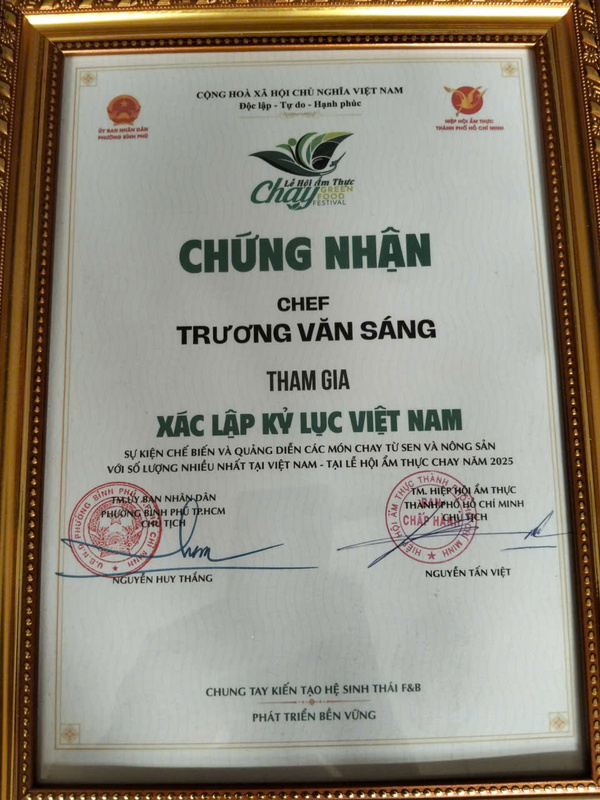 CỘNG HOÀ XÃ HỘI CHỦ NGHĨA VIỆT NAM
Độc lập - Tự do - Hạnh phúc
ỦY BAN NHÂN DÂN
PHƯỜNG BÌNH PHÚ
HIỆP HỘI ẨM THỰC
THÀNH PHỐ HỒ CHÍ MINH
Lễ Hội Ẩm Thực
Chay GREEN
FOOD
FESTIVAL
CHỨNG NHẬN
CHEF
TRƯƠNG VĂN SÁNG
THAM GIA
XÁC LẬP KỶ LỤC VIỆT NAM
SỰ KIỆN CHẾ BIẾN VÀ QUẢNG DIỄN CÁC MÓN CHAY TỪ SEN VÀ NÔNG SẢN
VỚI SỐ LƯỢNG NHIỀU NHẤT TẠI VIỆT NAM - TẠI LỄ HỘI ẨM THỰC CHAY NĂM 2025
TM.ỦY BAN NHÂN DÂN
PHƯỜNG BÌNH PHÚ TP.HCM
CHỦ TỊCH
NGUYỄN HUY THẮNG
TM. HIỆP HỘI ẨM THỰC
THÀNH PHỐ HỒ CHÍ MINH
CHỦ TỊCH
BAN
CHẤP HÀNH
NGUYỄN TẤN VIỆT
CHUNG TAY KIẾN TẠO HỆ SINH THÁI F&B
PHÁT TRIỂN BỀN VỮNG